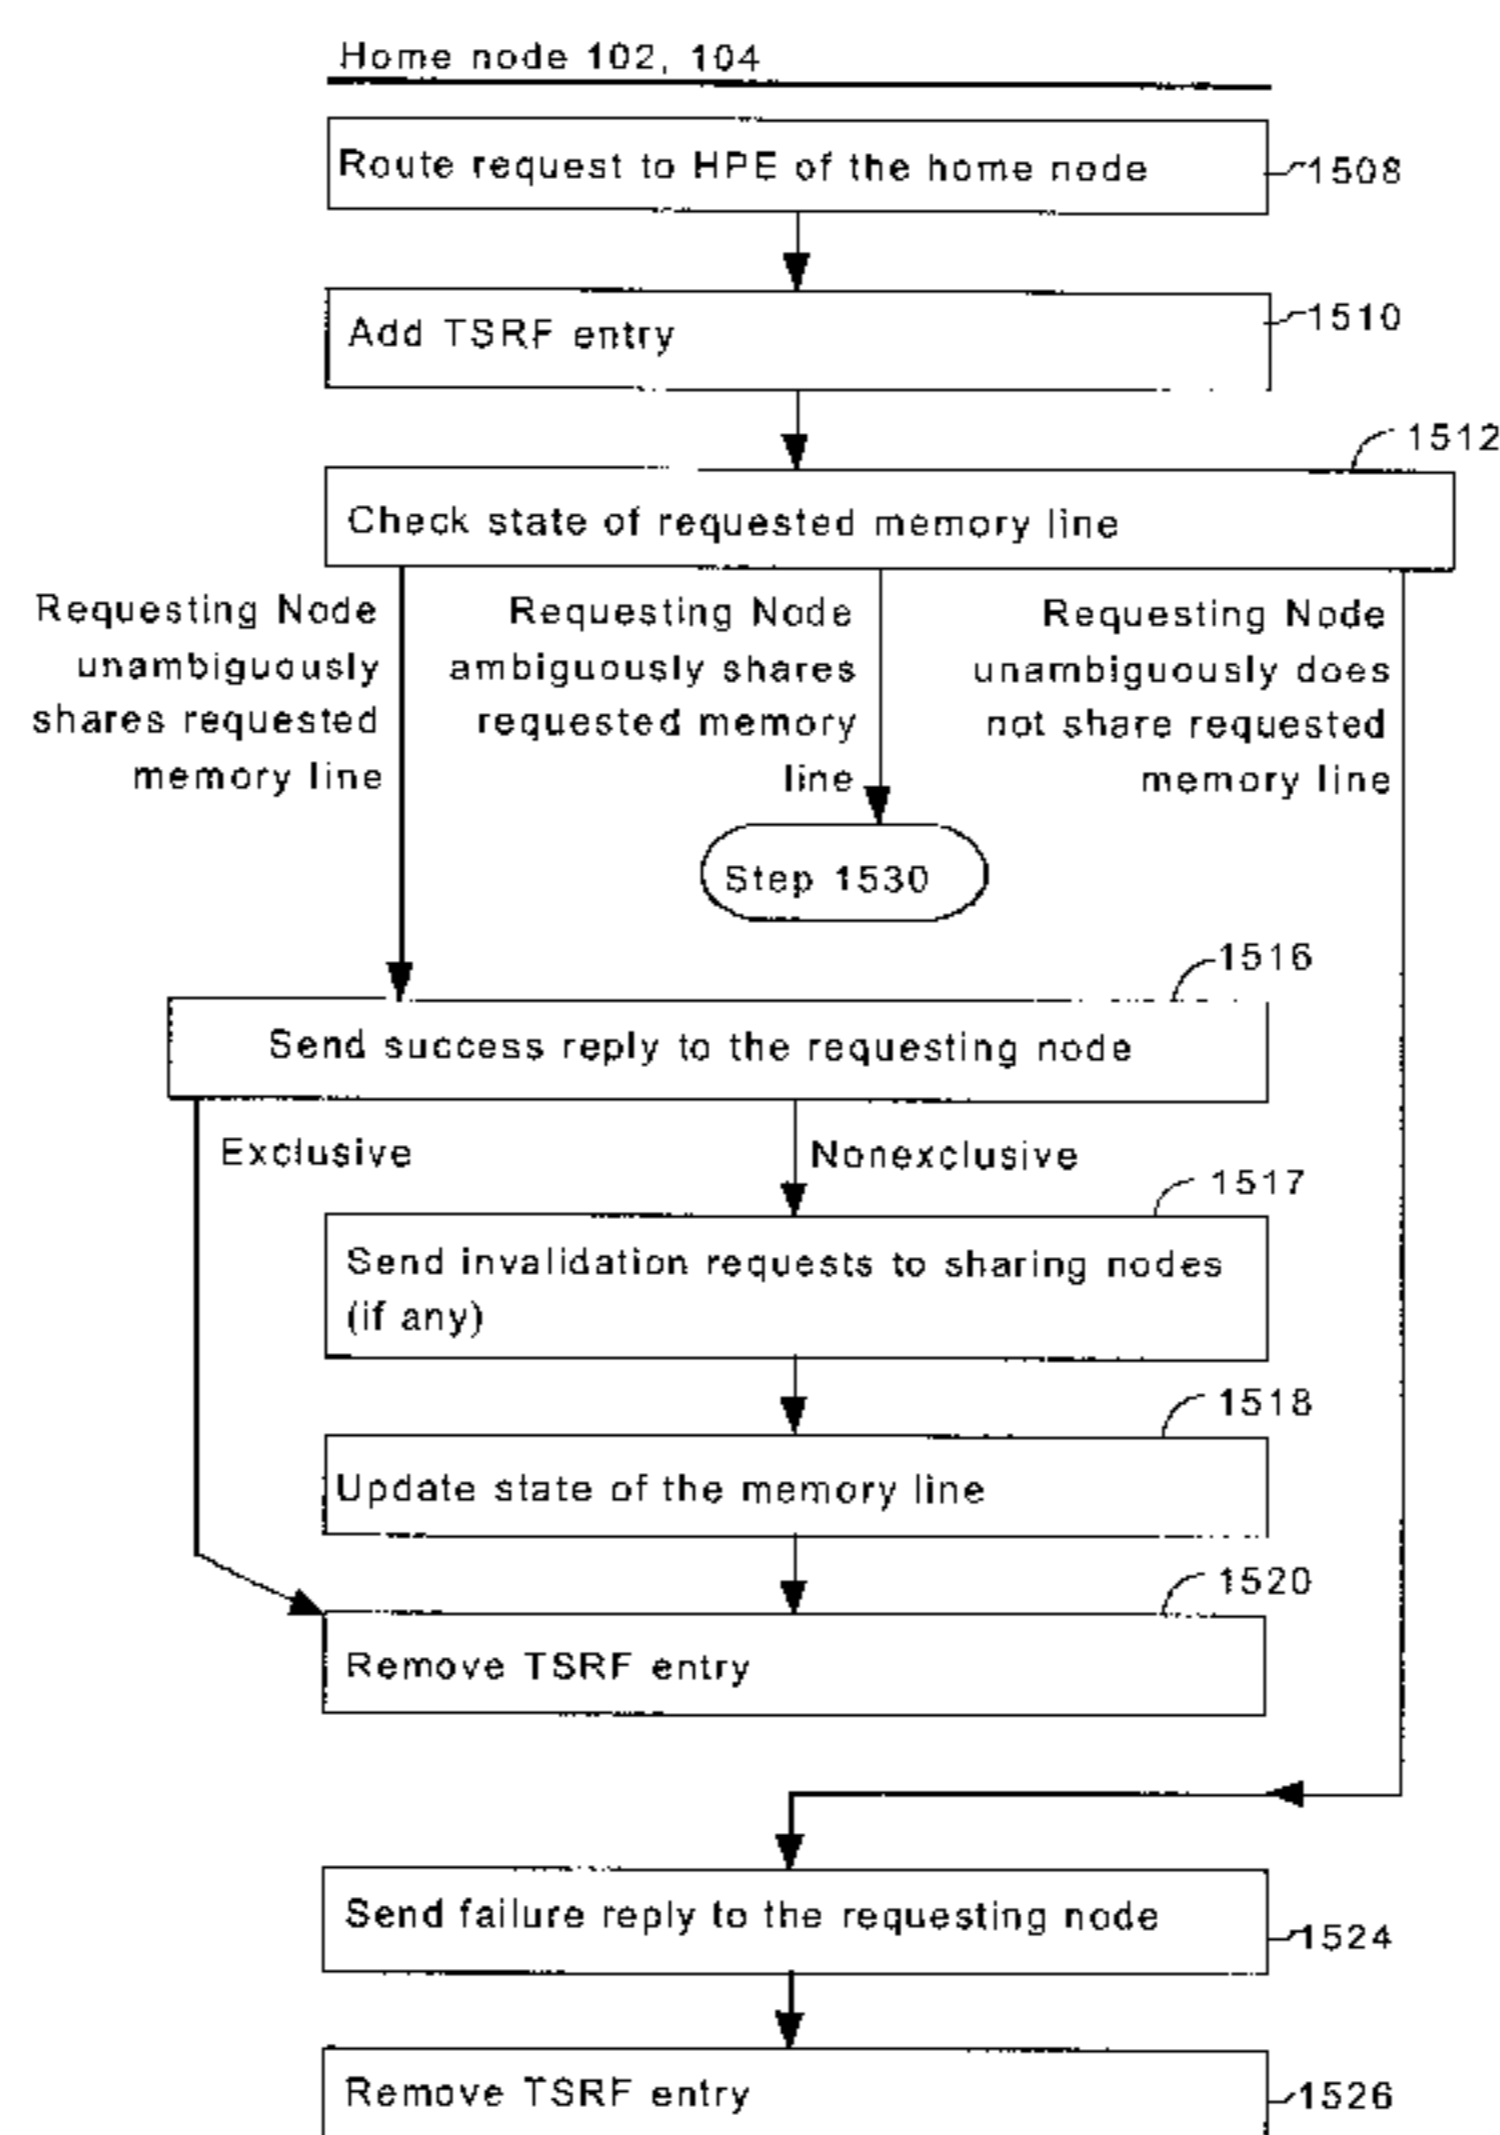 Home node 102, 104
Route request to HPE of the home node
1508
Add TSRF entry
1510
1512
Check state of requested memory line
Requesting Node
unambiguously
shares requested
memory line
Requesting Node
ambiguously shares
requested memory
line
Requesting Node
unambiguously does
not share requested
memory line
Step 1530
1516
Send success reply to the requesting node
Exclusive
Nonexclusive
1517
Send invalidation requests to sharing nodes
(if any)
1518
Update state of the memory line
1520
Remove TSRF entry
Send failure reply to the requesting node
1524
Remove TSRF entry
1526